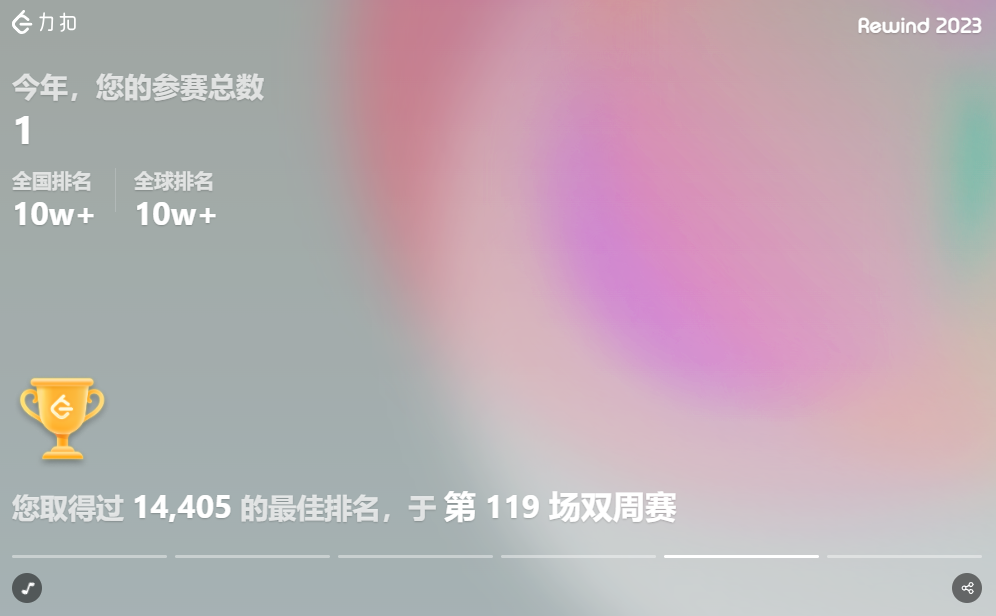 力扣
Rewind 2023
今年，您的参赛总数
1
全国排名 全球排名
10w+ 10w+
您取得过 14,405 的最佳排名，于 第 119 场双周赛